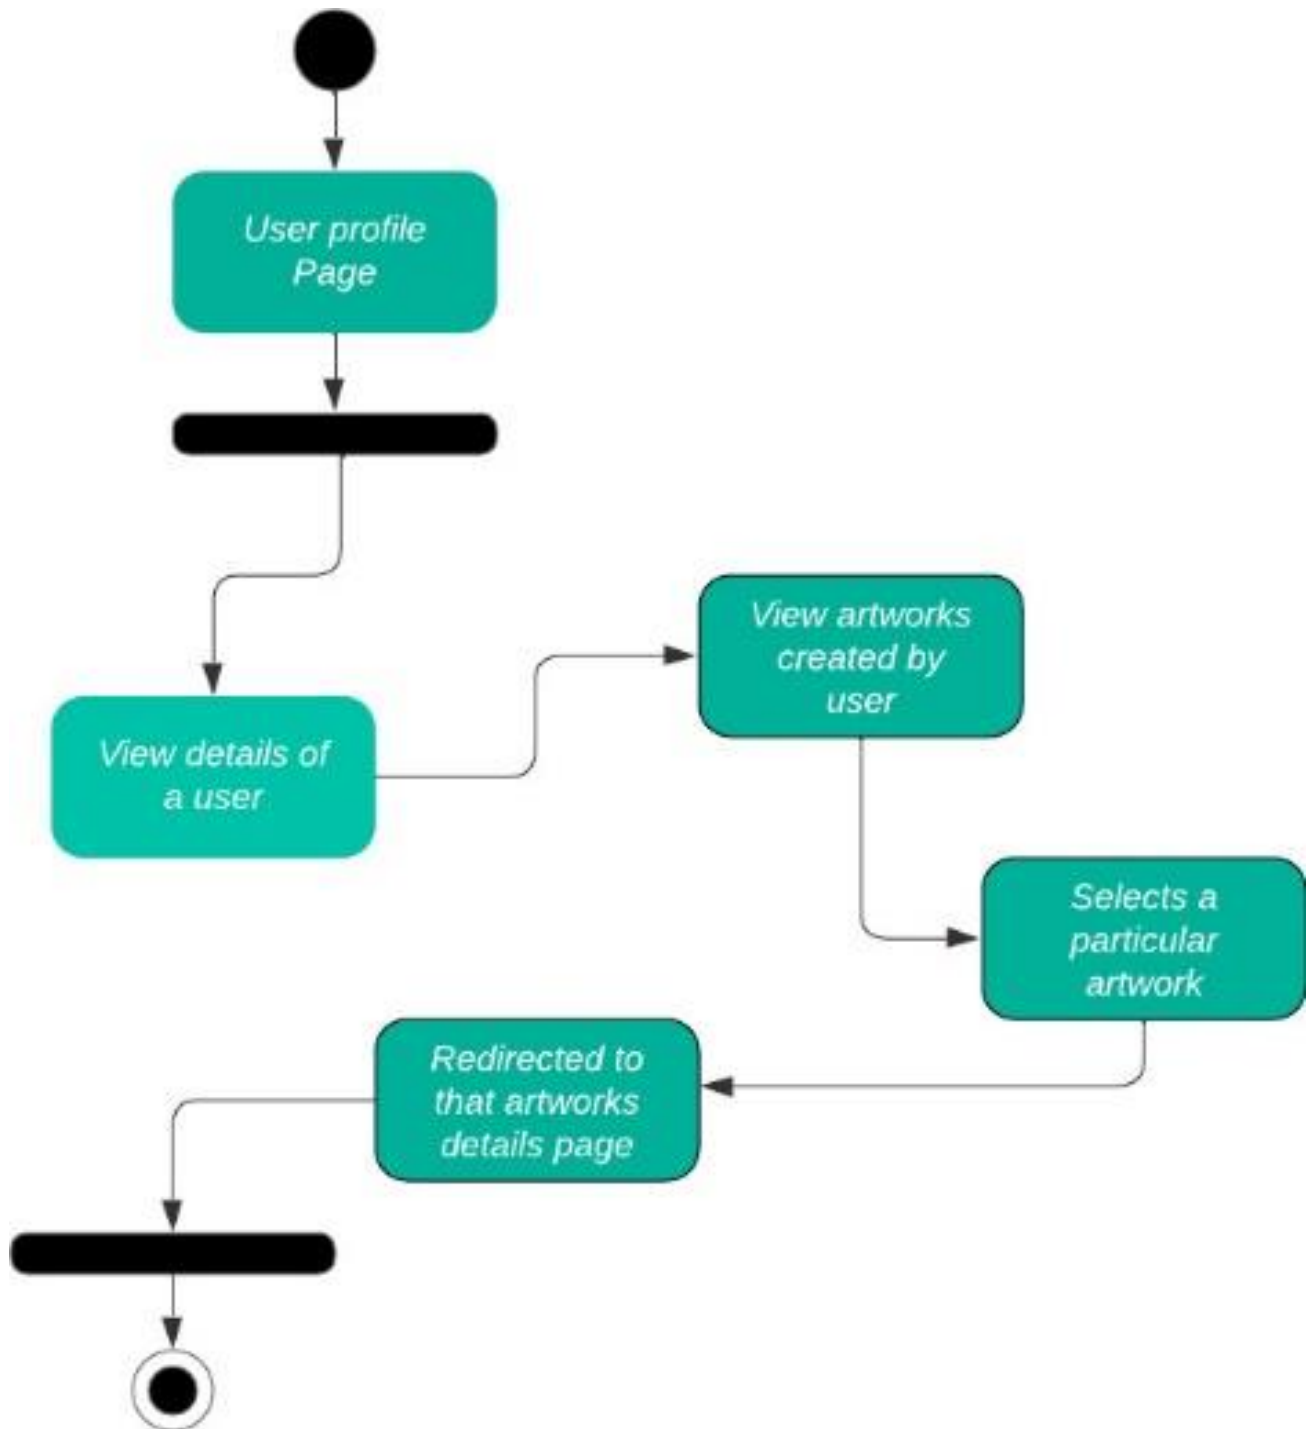 User profile
Page
View artworks
created by
user
View details of
a user
Selects a
particular
artwork
Redirected to
that artworks
details page